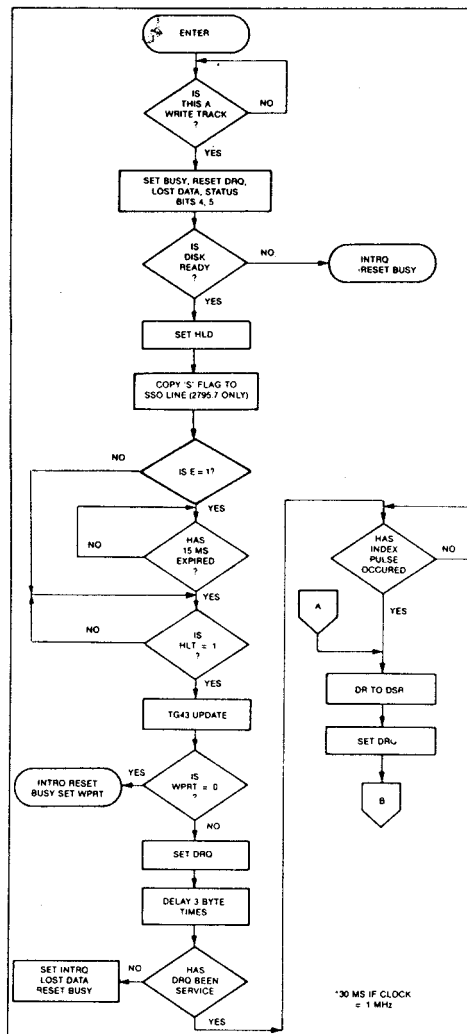 ENTER
IS
THIS A
WRITE TRACK
?
NO
YES
SET BUSY, RESET DRQ,
LOST DATA, STATUS
BITS 4, 5
IS
DISK
READY
?
NO
INTRQ
-RESET BUSY
YES
SET HLD
COPY 'S' FLAG TO
SSO LINE (2795.7 ONLY)
NO
IS E = 1?
YES
HAS
15 MS
EXPIRED
?
NO
YES
IS
HLT = 1
?
NO
YES
TG43 UPDATE
IS
WPRT = 0
?
YES
INTRO RESET
BUSY SET WPRT
NO
SET DRQ
DELAY 3 BYTE
TIMES
HAS
DRQ BEEN
SERVICE
NO
SET INTRQ
LOST DATA
RESET BUSY
YES
HAS
INDEX
PULSE
OCCURED
NO
YES
A
DR TO DSR
SET DRQ
B
*30 MS IF CLOCK
= 1 MHz